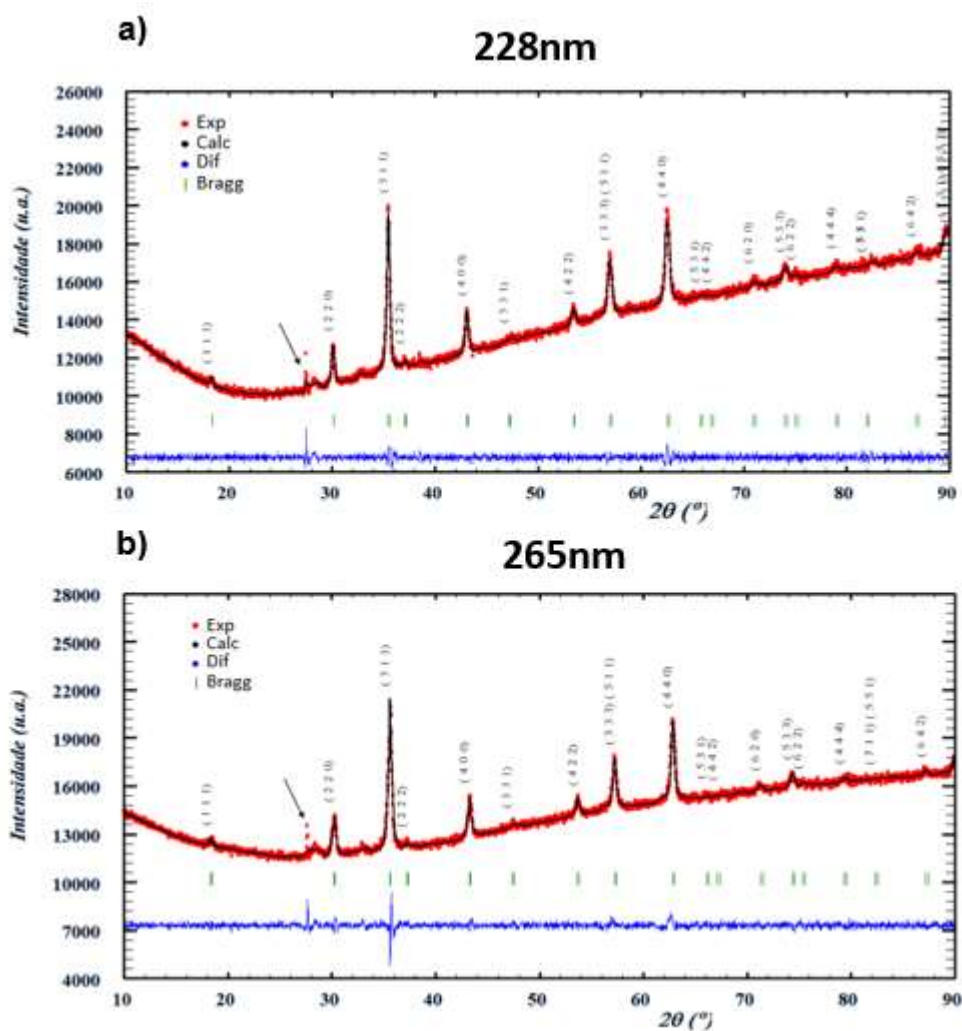 a)
228nm
26000
24000
22000
20000
18000
16000
14000
12000
10000
8000
6000
Intensidade (u.a.)
Exp
Calc
Dif
Bragg
(1 1 1)
(2 2 0)
(3 1 1)
(2 2 2)
(4 0 0)
(3 3 1)
(4 2 2)
(3 3 3) (5 1 1)
(4 4 0)
(5 3 1)
(4 4 2)
(6 2 0)
(5 3 3)
(6 2 2)
(4 4 4)
(6 4 2)
10 20 30 40 50 60 70 80 90
2θ (°)
b)
265nm
28000
25000
22000
19000
16000
13000
10000
7000
4000
Intensidade (u.a.)
Exp
Calc
Dif
Bragg
(1 1 1)
(2 2 0)
(3 1 1)
(2 2 2)
(4 0 0)
(3 3 1)
(4 2 2)
(3 3 3) (5 1 1)
(4 4 0)
(5 3 1)
(4 4 2)
(6 2 0)
(5 3 3)
(6 2 2)
(4 4 4)
(7 1 1) (5 5 1)
(6 4 2)
10 20 30 40 50 60 70 80 90
2θ (°)